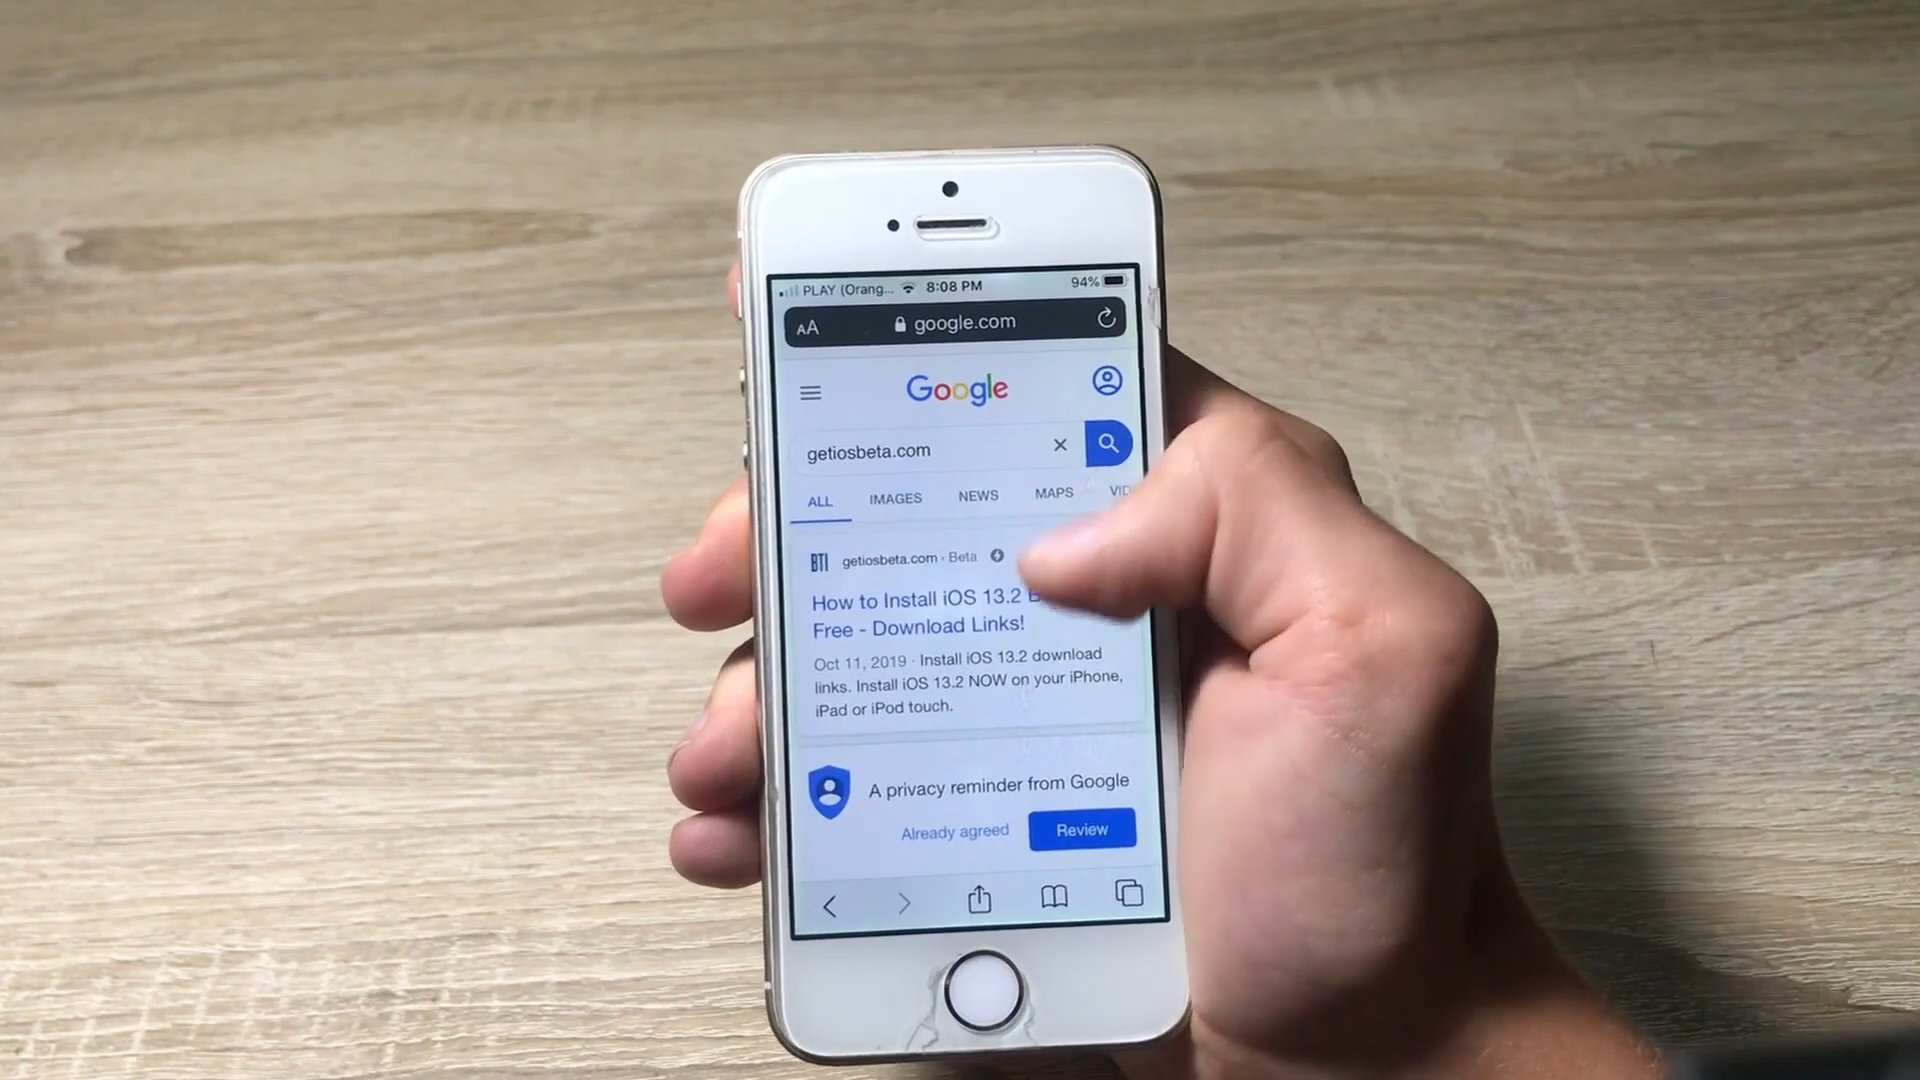 PLAY (Orang... 8:08 PM 94%
AA google.com
Google
getiosbeta.com
ALL IMAGES NEWS MAPS VID
BTI getiosbeta.com · Beta
How to Install iOS 13.2
Free - Download Links!
Oct 11, 2019 · Install iOS 13.2 download
links. Install iOS 13.2 NOW on your iPhone,
iPad or iPod touch.
A privacy reminder from Google
Already agreed Review